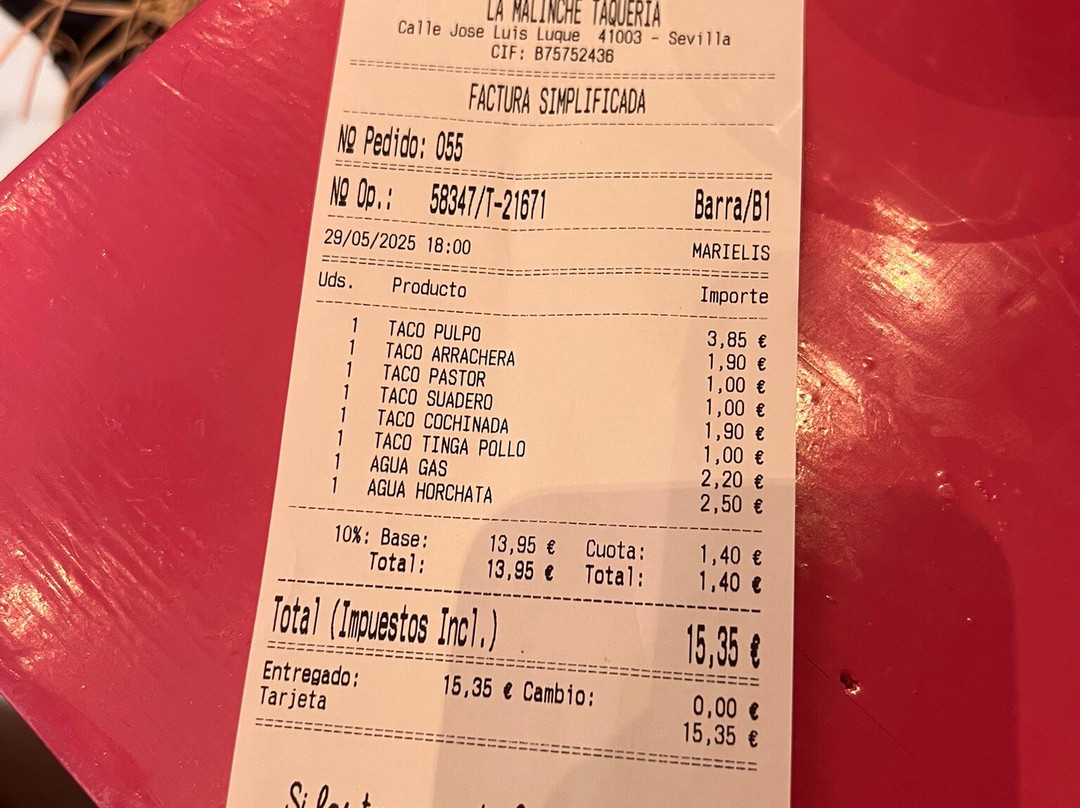 LA MALINCHE TAQUERIA
Calle Jose Luis Luque 41003 - Sevilla
CIF: B75752436
FACTURA SIMPLIFICADA
Nº Pedido: 055
Nº Op.: 58347/T-21671 Barra/B1
29/05/2025 18:00 MARIELIS
Uds. Producto Importe
1 TACO PULPO 3,85 €
1 TACO ARRACHERA 1,90 €
1 TACO PASTOR 1,00 €
1 TACO SUADERO 1,00 €
1 TACO COCHINADA 1,90 €
1 TACO TINGA POLLO 1,00 €
1 AGUA GAS 2,20 €
1 AGUA HORCHATA 2,50 €
10%: Base: 13,95 € Cuota: 1,40 €
Total: 13,95 € Total: 1,40 €
Total (Impuestos Incl.) 15,35 €
Entregado: 15,35 € Cambio: 0,00 €
Tarjeta 15,35 €